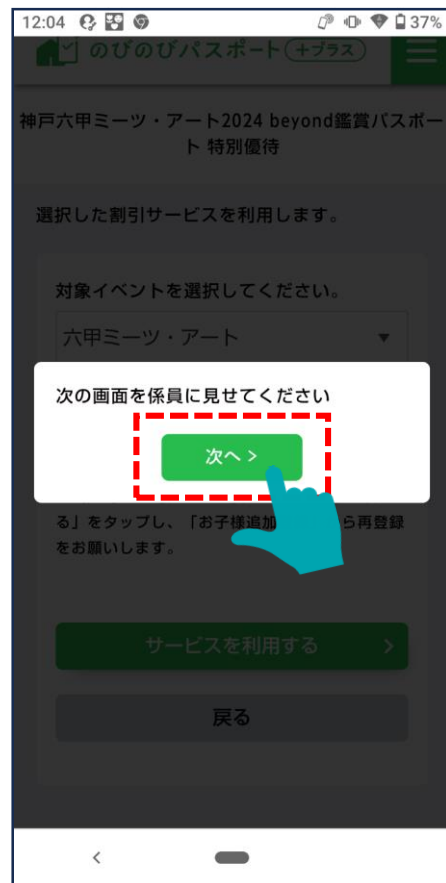 12:04
37%
のびのびパスポート +プラス
神戸六甲ミーツ・アート2024 beyond鑑賞パスポー
ト 特別優待
選択した割引サービスを利用します。
対象イベントを選択してください。
六甲ミーツ・アート
次の画面を係員に見せてください
次へ >
る」をタップし、「お子様追加
ら再登録
をお願いします。
サービスを利用する >
戻る